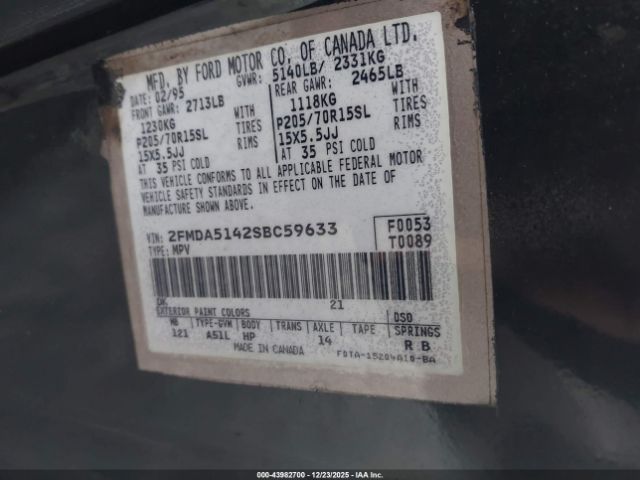 MFD. BY FORD MOTOR CO. OF CANADA LTD.
DATE: 02/95 GVWR: 5140LB/ 2331KG
FRONT GAWR: 2713LB REAR GAWR: 2465LB
1230KG WITH 1118KG WITH
P205/70R15SL TIRES P205/70R15SL TIRES
15X5.5JJ RIMS 15X5.5JJ RIMS
AT 35 PSI COLD AT 35 PSI COLD
THIS VEHICLE CONFORMS TO ALL APPLICABLE FEDERAL MOTOR
VEHICLE SAFETY STANDARDS IN EFFECT ON THE DATE OF
MANUFACTURE SHOWN ABOVE.
VIN: 2FMDA5142SBC59633 F0053
TYPE: MPV T0089
DK 21
EXTERIOR PAINT COLORS DSO
WB TYPE-GVM BODY TRANS AXLE TAPE SPRINGS
121 A51L HP 14 R B
MADE IN CANADA
FDTA-15204A10-BA
000-43982700 - 12/23/2025 - IAA Inc.